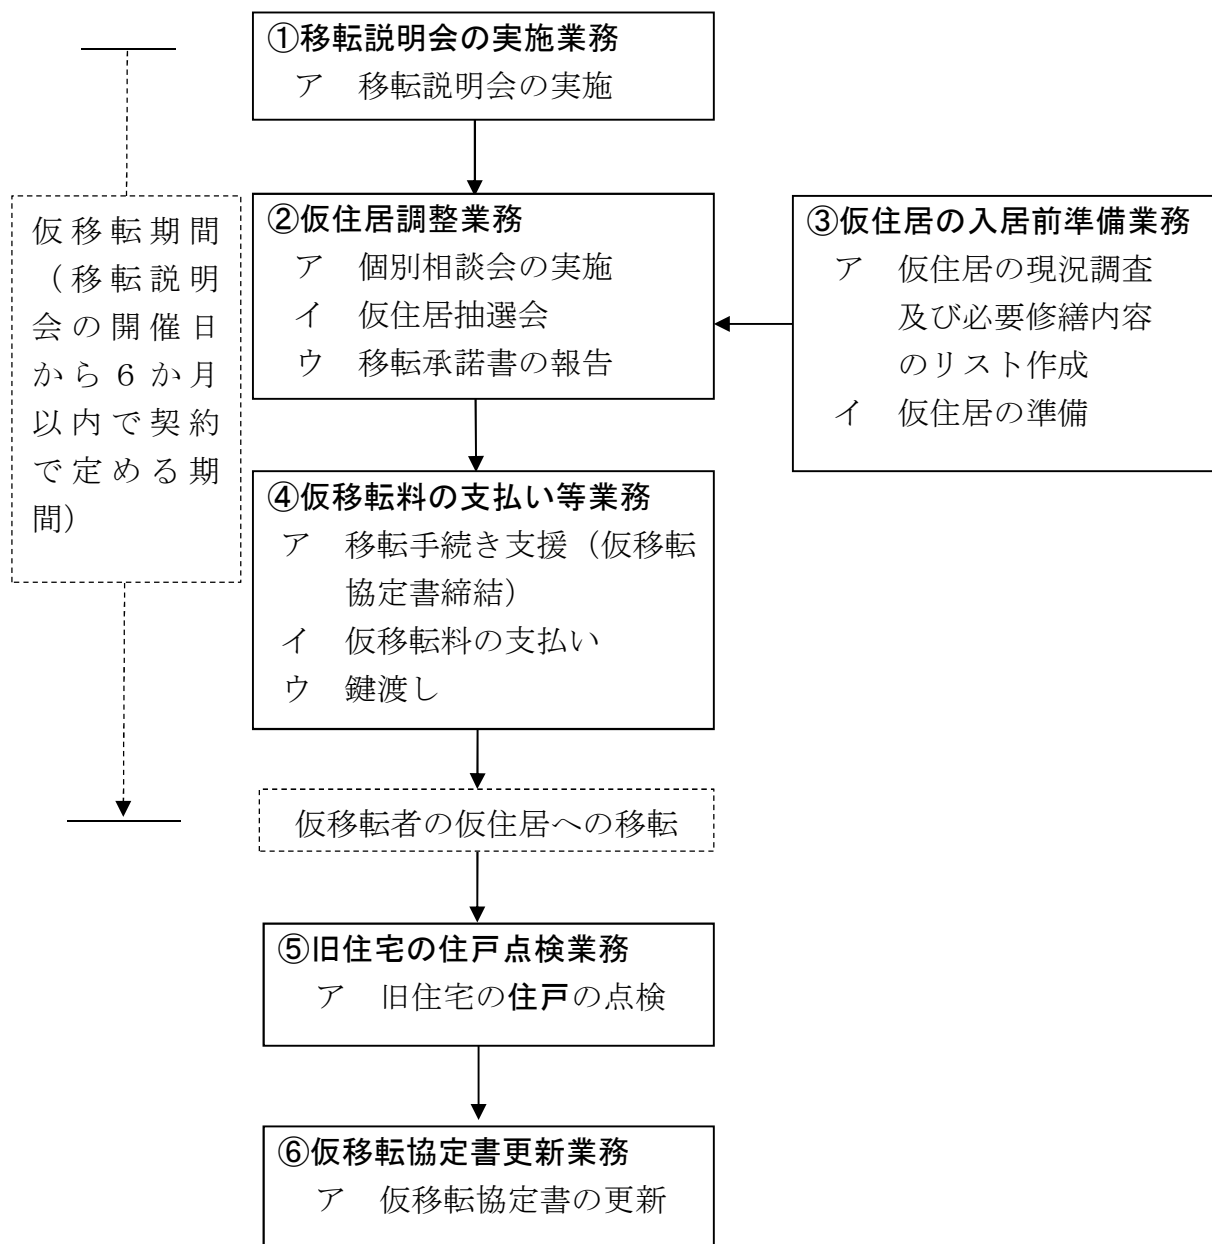 ①移転説明会の実施業務
ア　移転説明会の実施
仮移転期間
（移転説明
会の開催日
から６か月
以内で契約
で定める期
間）
②仮住居調整業務
ア　個別相談会の実施
イ　仮住居抽選会
ウ　移転承諾書の報告
③仮住居の入居前準備業務
ア　仮住居の現況調査
及び必要修繕内容
のリスト作成
イ　仮住居の準備
④仮移転料の支払い等業務
ア　移転手続き支援（仮移転
協定書締結）
イ　仮移転料の支払い
ウ　鍵渡し
仮移転者の仮住居への移転
⑤旧住宅の住戸点検業務
ア　旧住宅の住戸の点検
⑥仮移転協定書更新業務
ア　仮移転協定書の更新